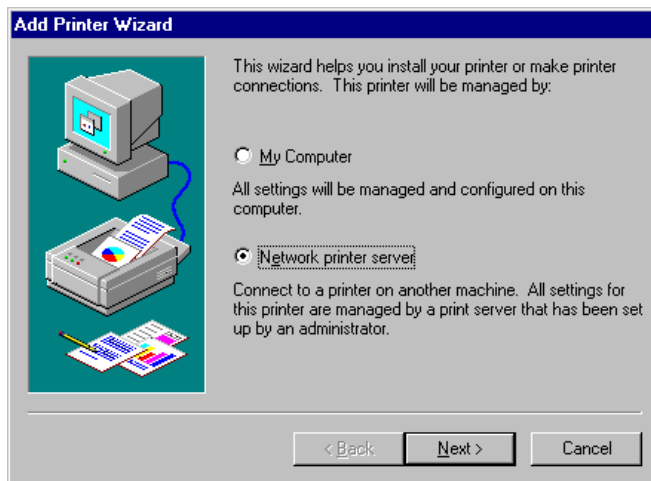 Add Printer Wizard
This wizard helps you install your printer or make printer
connections. This printer will be managed by:
My Computer
All settings will be managed and configured on this
computer.
Network printer server
Connect to a printer on another machine. All settings for
this printer are managed by a print server that has been set
up by an administrator.
< Back
Next >
Cancel